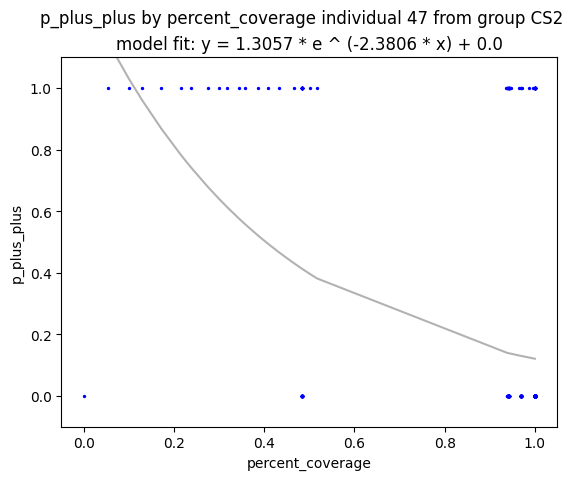 p_plus_plus by percent_coverage individual 47 from group CS2
model fit: y = 1.3057 * e ^ (-2.3806 * x) + 0.0
1.0
0.8
0.6
0.4
0.2
0.0
p_plus_plus
0.0 0.2 0.4 0.6 0.8 1.0
percent_coverage